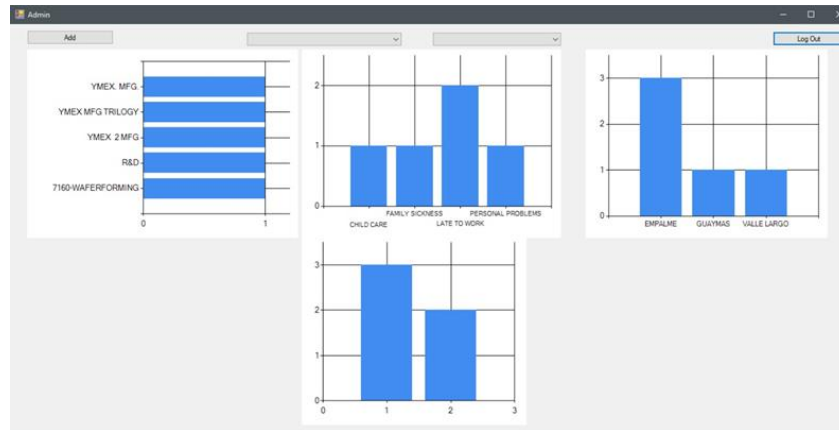 Admin
Add
Log Out
YMEX. MFG.
YMEX MFG TRILOGY
YMEX 2.MFG
R&D
7160-WAFERFORMING
0 1
2
1
0
FAMILY SICKNESS PERSONAL PROBLEMS
CHILD CARE LATE TO WORK
3
2
1
0
EMPALME GUAYMAS VALLE LARGO
3
2
1
0
0 1 2 3